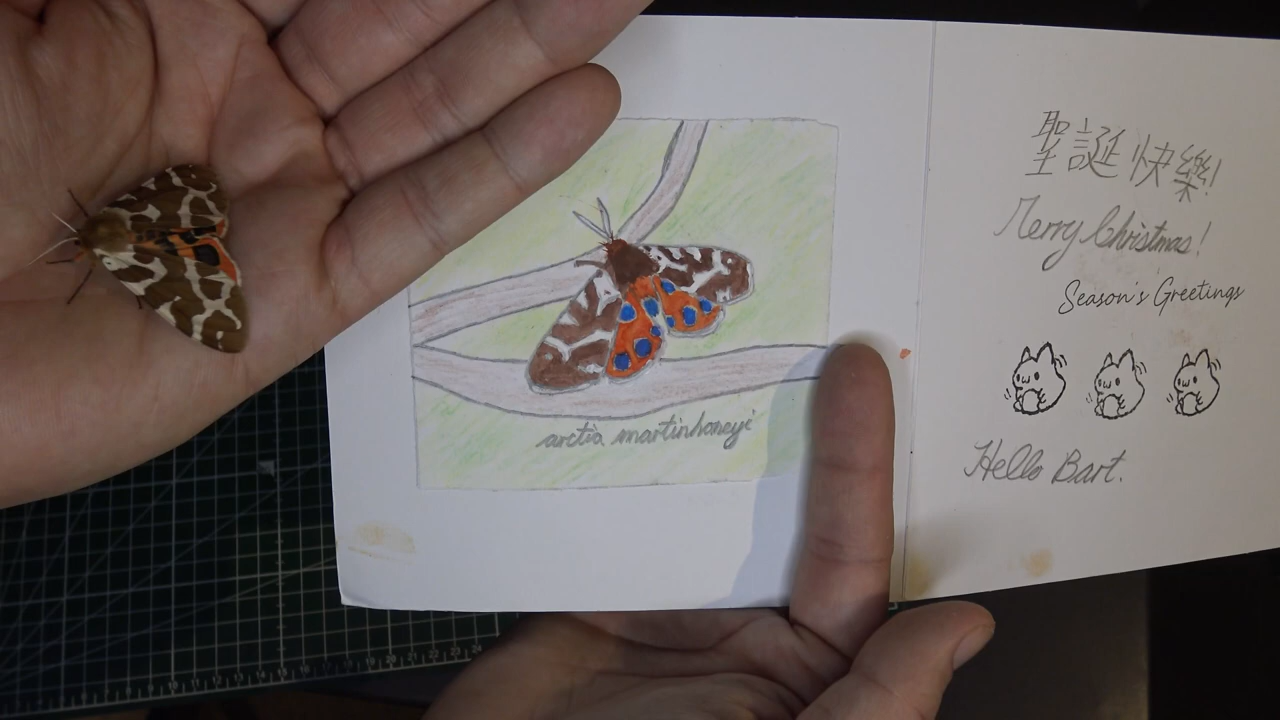 arctia martinhoneyi
聖誕快樂!
Merry Christmas!
Season's Greetings
Hello Bart.